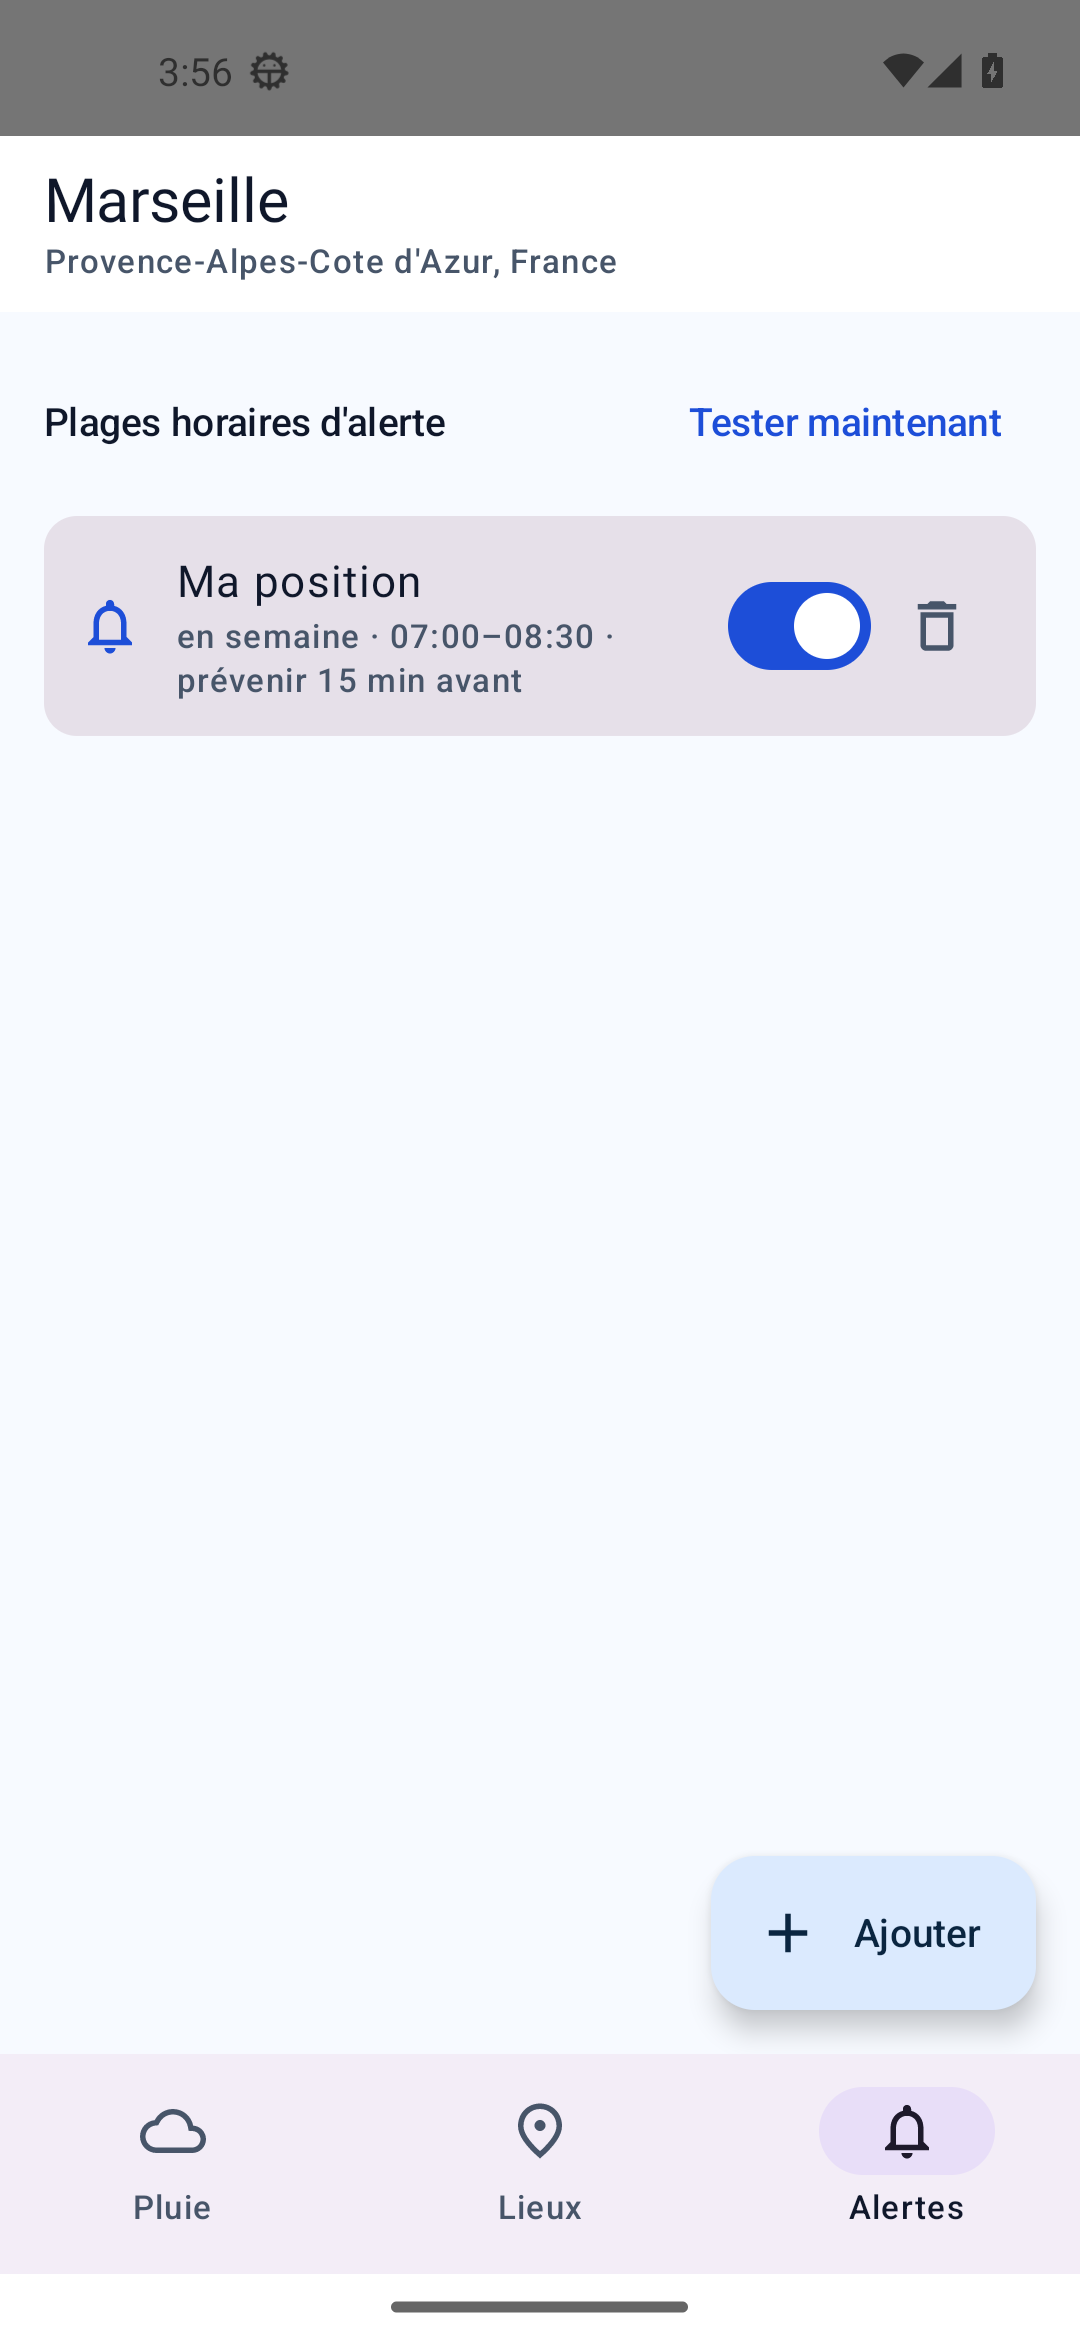 3:56
Marseille
Provence-Alpes-Cote d'Azur, France
Plages horaires d'alerte
Tester maintenant
Ma position
en semaine · 07:00–08:30 ·
prévenir 15 min avant
Ajouter
Pluie
Lieux
Alertes